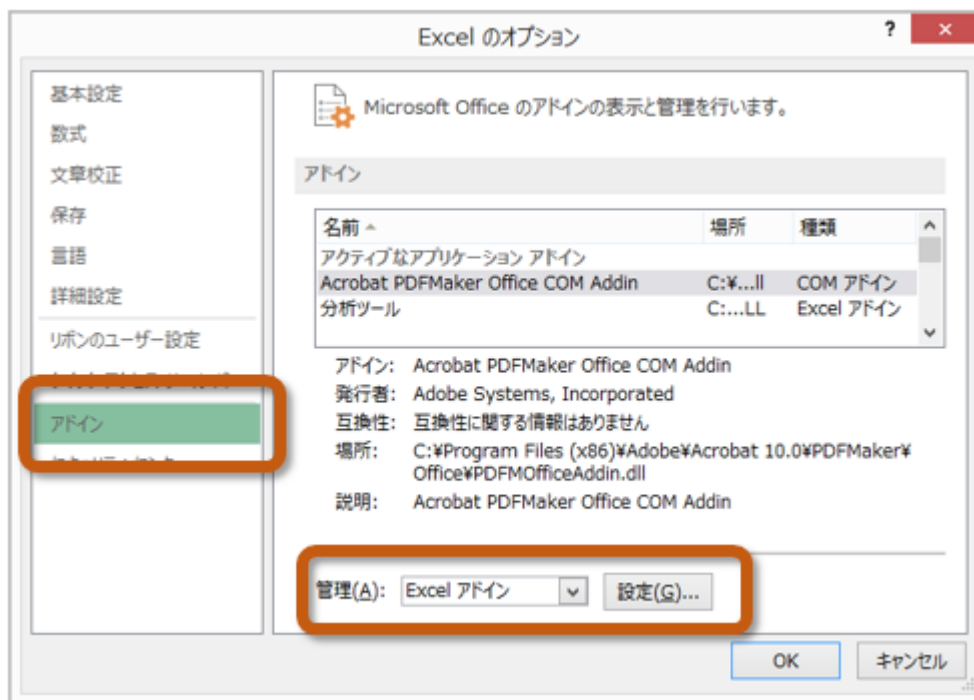 Excel のオプション
?
×
基本設定
数式
文章校正
保存
言語
詳細設定
リボンのユーザー設定
アドイン
Microsoft Office のアドインの表示と管理を行います。
アドイン
名前 場所 種類
アクティブなアプリケーション アドイン
Acrobat PDFMaker Office COM Addin C:¥...ll COM アドイン
分析ツール C:...LL Excel アドイン
アドイン: Acrobat PDFMaker Office COM Addin
発行者: Adobe Systems, Incorporated
互換性: 互換性に関する情報はありません
場所: C:¥Program Files (x86)¥Adobe¥Acrobat 10.0¥PDFMaker¥
Office¥PDFMOfficeAddin.dll
説明: Acrobat PDFMaker Office COM Addin
管理(A): Excel アドイン 設定(G)...
OK キャンセル